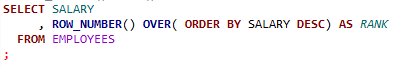 SELECT SALARY
, ROW_NUMBER() OVER( ORDER BY SALARY DESC) AS RANK
FROM EMPLOYEES
;